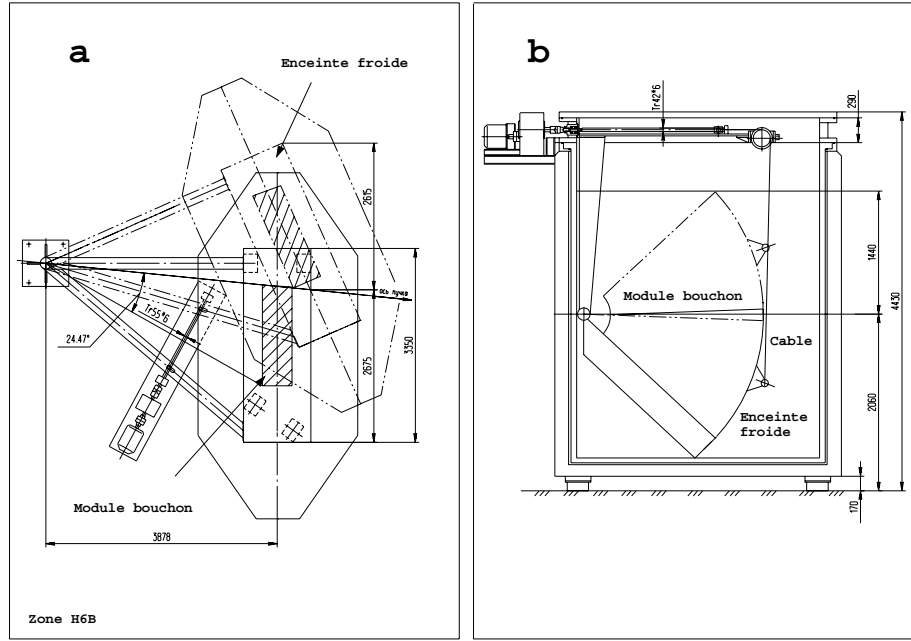 a
Enceinte froide
2615
ось пучка
24.47°
Tr55*6
2675
3350
Module bouchon
3878
Zone H6B
b
Tr42*6
290
1440
Module bouchon
4430
Cable
2060
Enceinte
froide
170